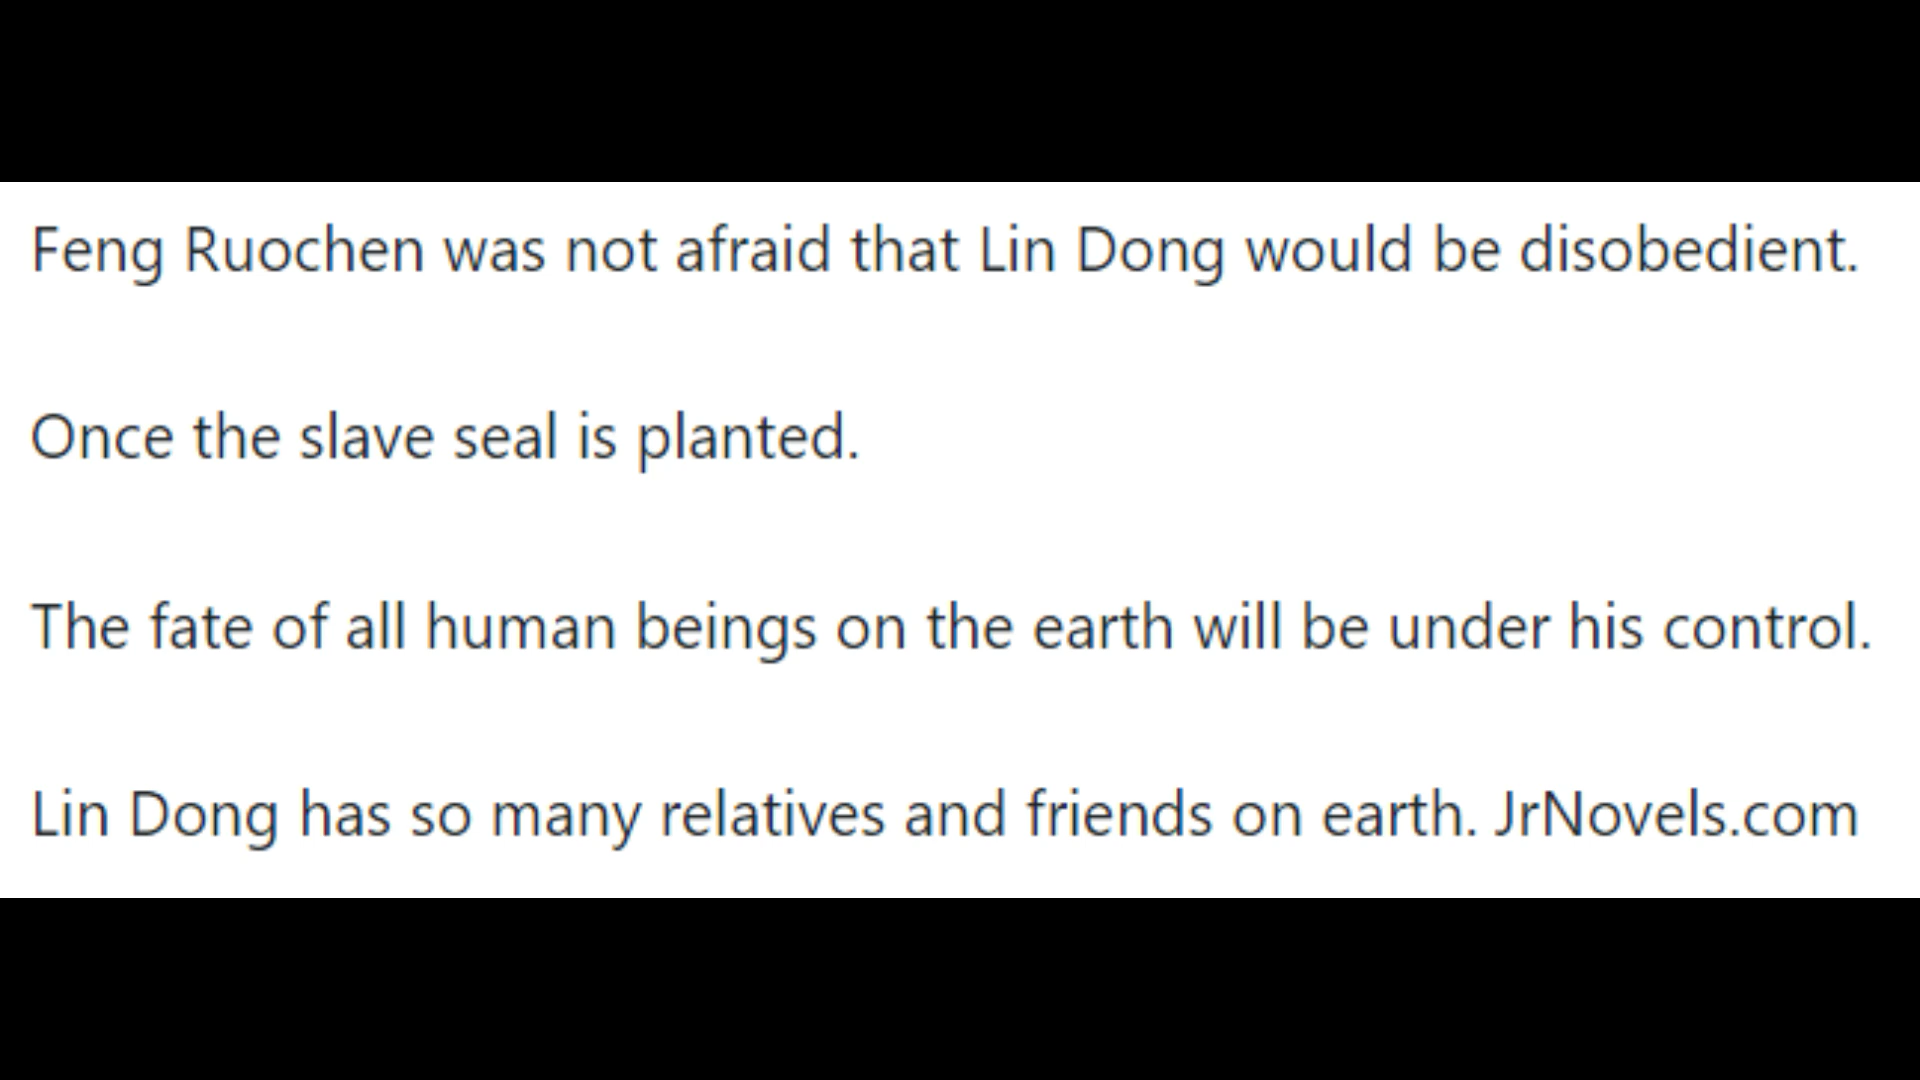 Feng Ruochen was not afraid that Lin Dong would be disobedient.
Once the slave seal is planted.
The fate of all human beings on the earth will be under his control.
Lin Dong has so many relatives and friends on earth. JrNovels.com